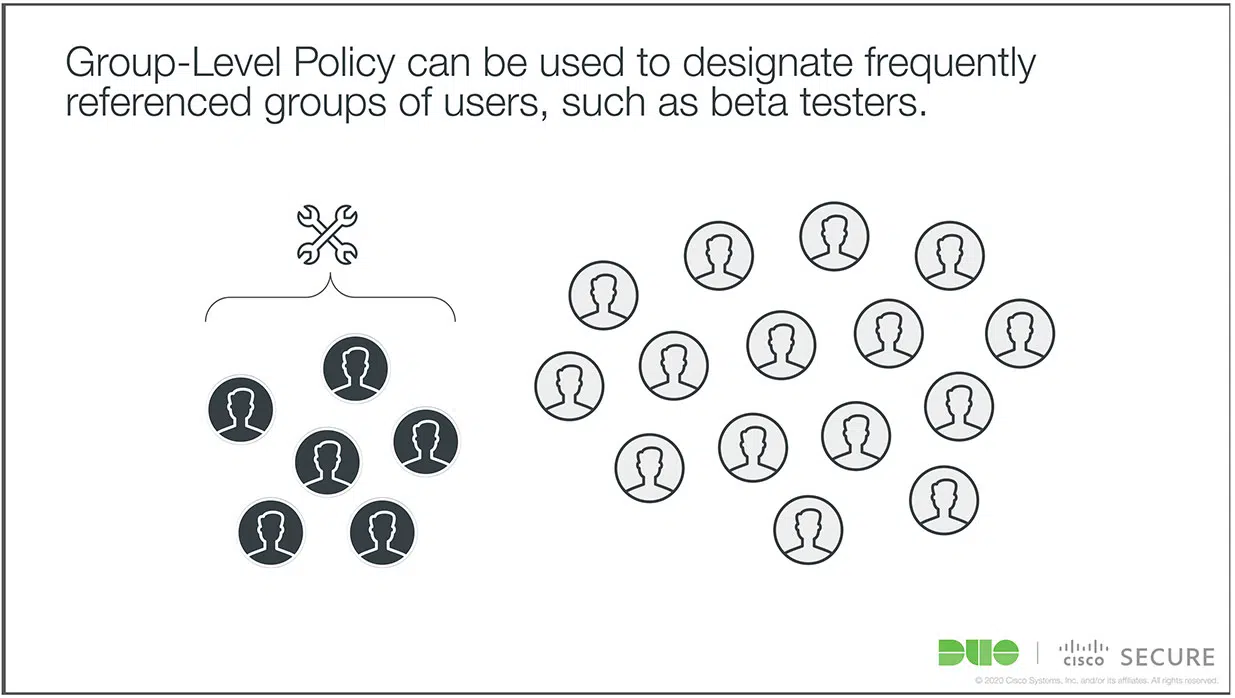 Group-Level Policy can be used to designate frequently
referenced groups of users, such as beta testers.
DUO
cisco SECURE
© 2020 Cisco Systems, Inc. and/or its affiliates. All rights reserved.